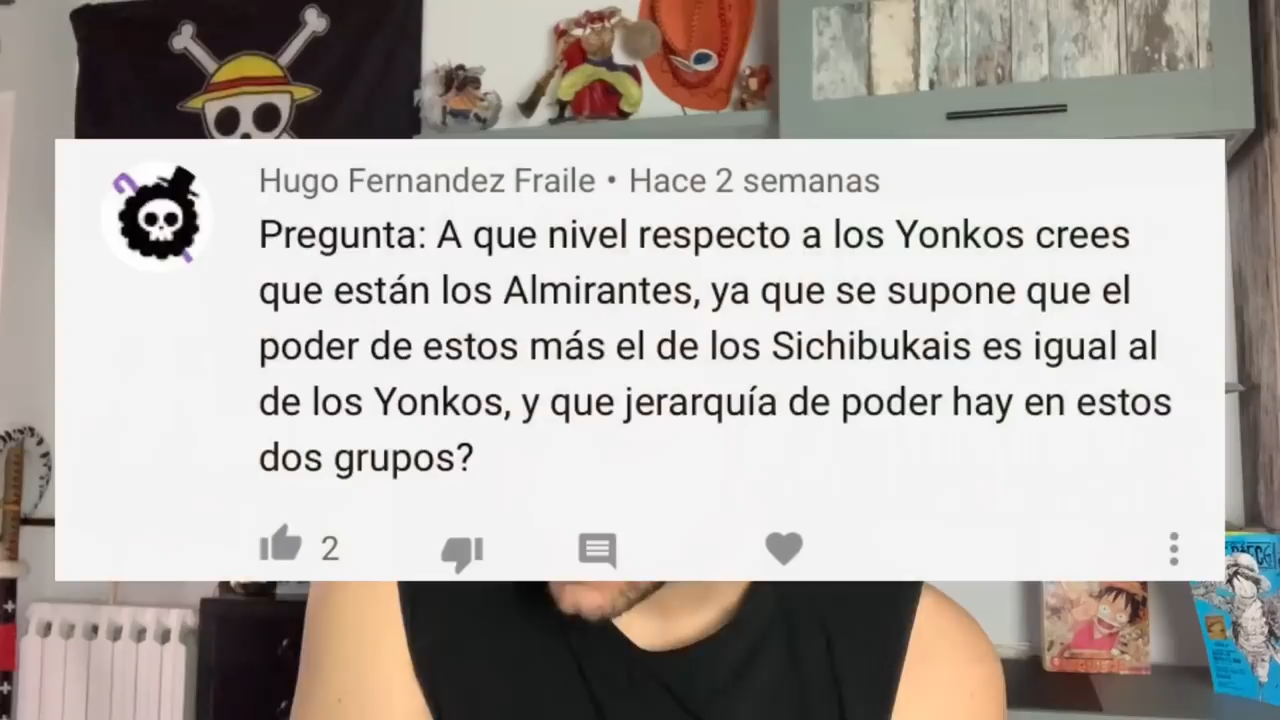 Hugo Fernandez Fraile • Hace 2 semanas
Pregunta: A que nivel respecto a los Yonkos crees
que están los Almirantes, ya que se supone que el
poder de estos más el de los Sichibukais es igual al
de los Yonkos, y que jerarquía de poder hay en estos
dos grupos?
2